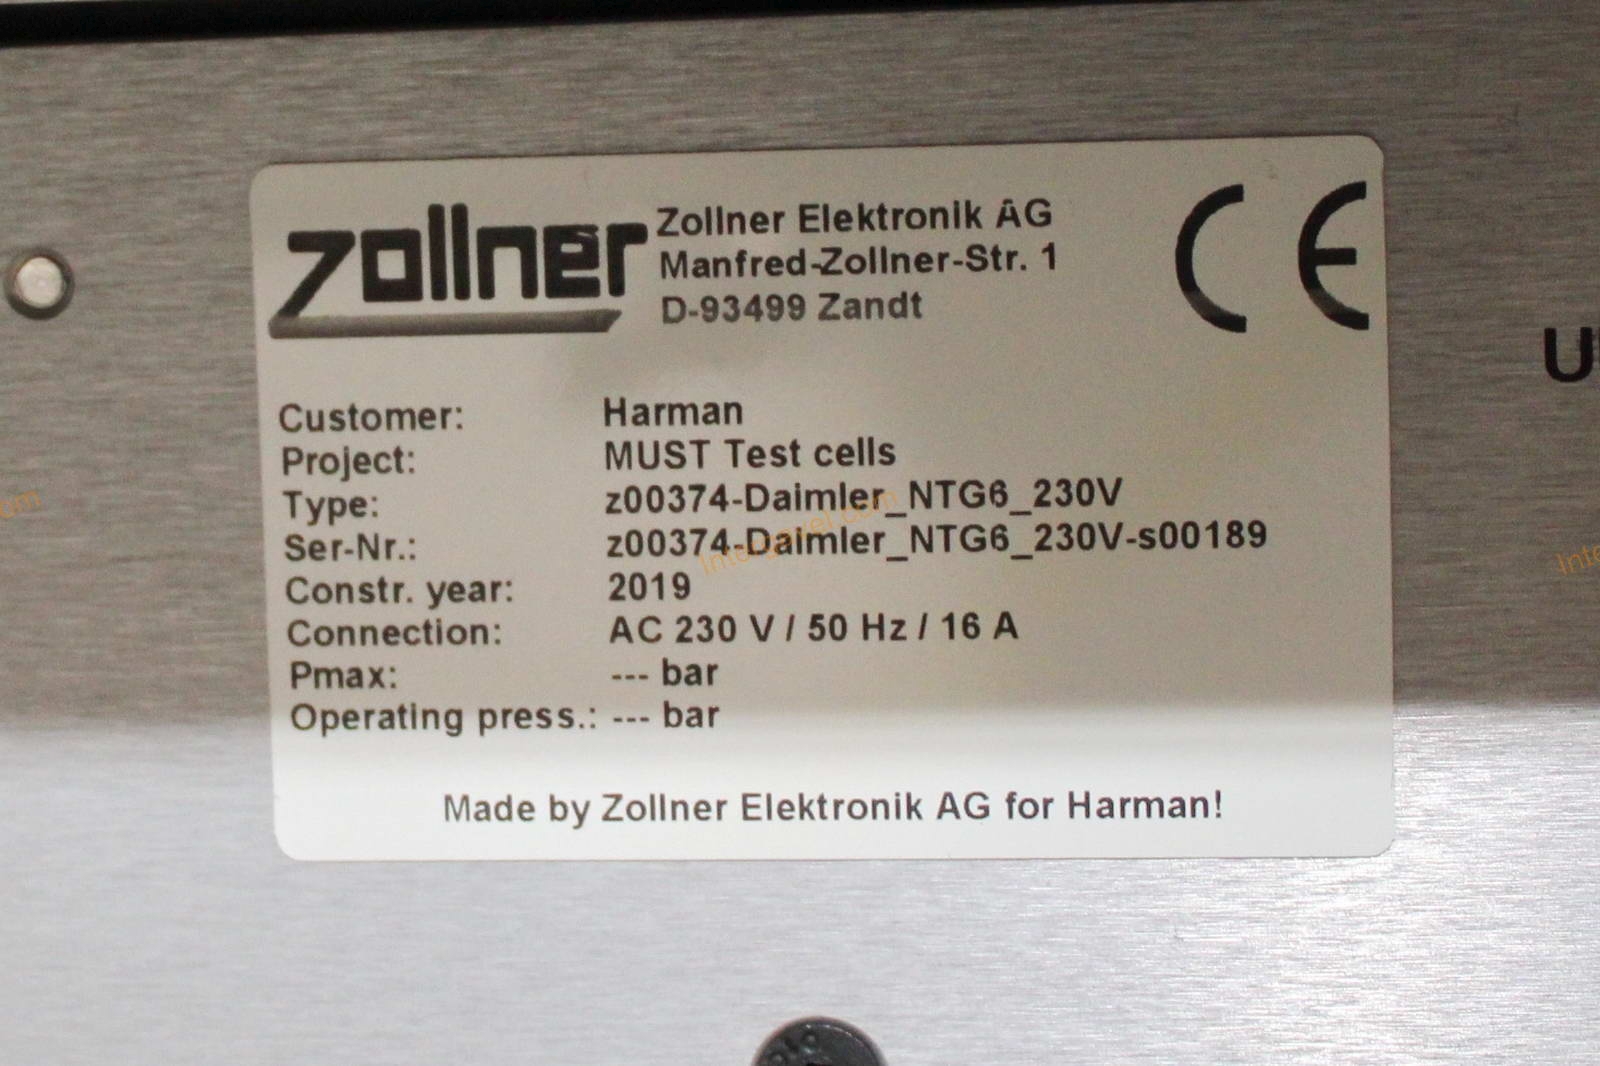 zollner
Zollner Elektronik AG
Manfred-Zollner-Str. 1
D-93499 Zandt
CE
Customer: Harman
Project: MUST Test cells
Type: z00374-Daimler_NTG6_230V
Ser-Nr.: z00374-Daimler_NTG6_230V-s00189
Constr. year: 2019
Connection: AC 230 V / 50 Hz / 16 A
Pmax: --- bar
Operating press.: --- bar
Made by Zollner Elektronik AG for Harman!